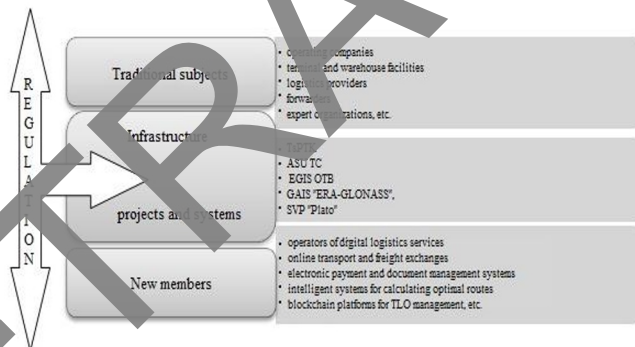 REGULATION
Traditional subjects
• operating companies
• terminal and warehouse facilities
• logistics providers
• forwarders
• expert organizations, etc.
Infrastructure
projects and systems
•
• ASU TC
• EGIS OTB
• GAIS "ERA-GLONASS",
• SVP "Plato"
New members
• operators of digital logistics services
• online transport and freight exchanges
• electronic payment and document management systems
• intelligent systems for calculating optimal routes
• blockchain platforms for TLO management, etc.
TRA